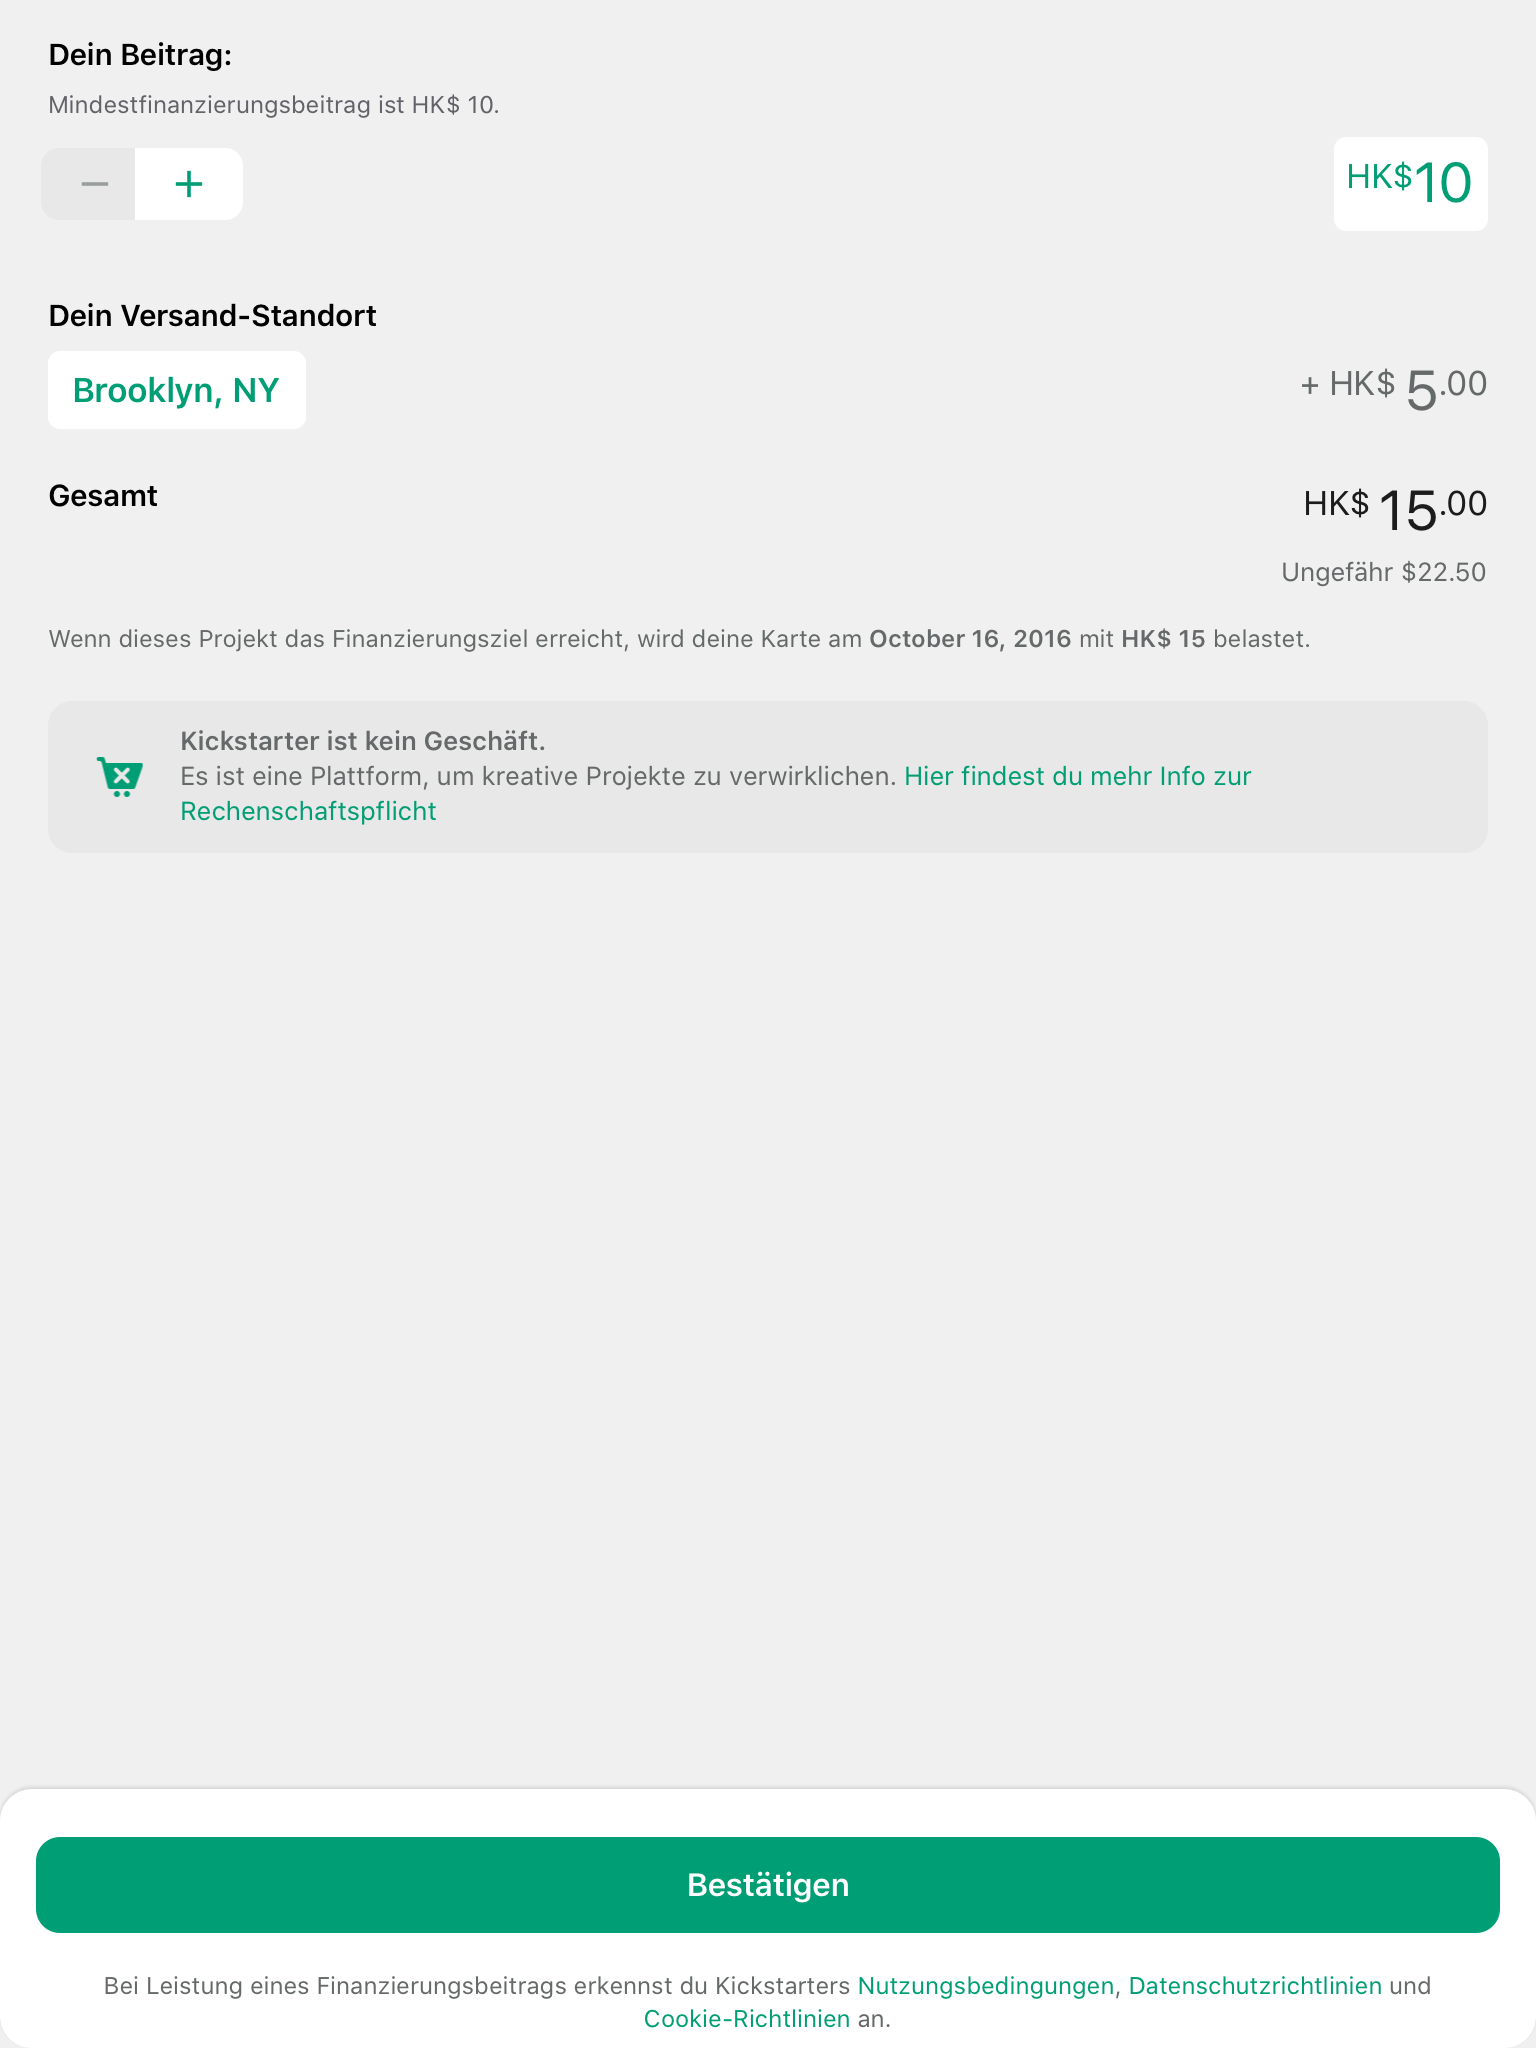 Dein Beitrag:
Mindestfinanzierungsbeitrag ist HK$ 10.
− +
HK$10
Dein Versand-Standort
Brooklyn, NY
+ HK$ 5.00
Gesamt
HK$ 15.00
Ungefähr $22.50
Wenn dieses Projekt das Finanzierungsziel erreicht, wird deine Karte am October 16, 2016 mit HK$ 15 belastet.
Kickstarter ist kein Geschäft.
Es ist eine Plattform, um kreative Projekte zu verwirklichen. Hier findest du mehr Info zur
Rechenschaftspflicht
Bestätigen
Bei Leistung eines Finanzierungsbeitrags erkennst du Kickstarters Nutzungsbedingungen, Datenschutzrichtlinien und
Cookie-Richtlinien an.